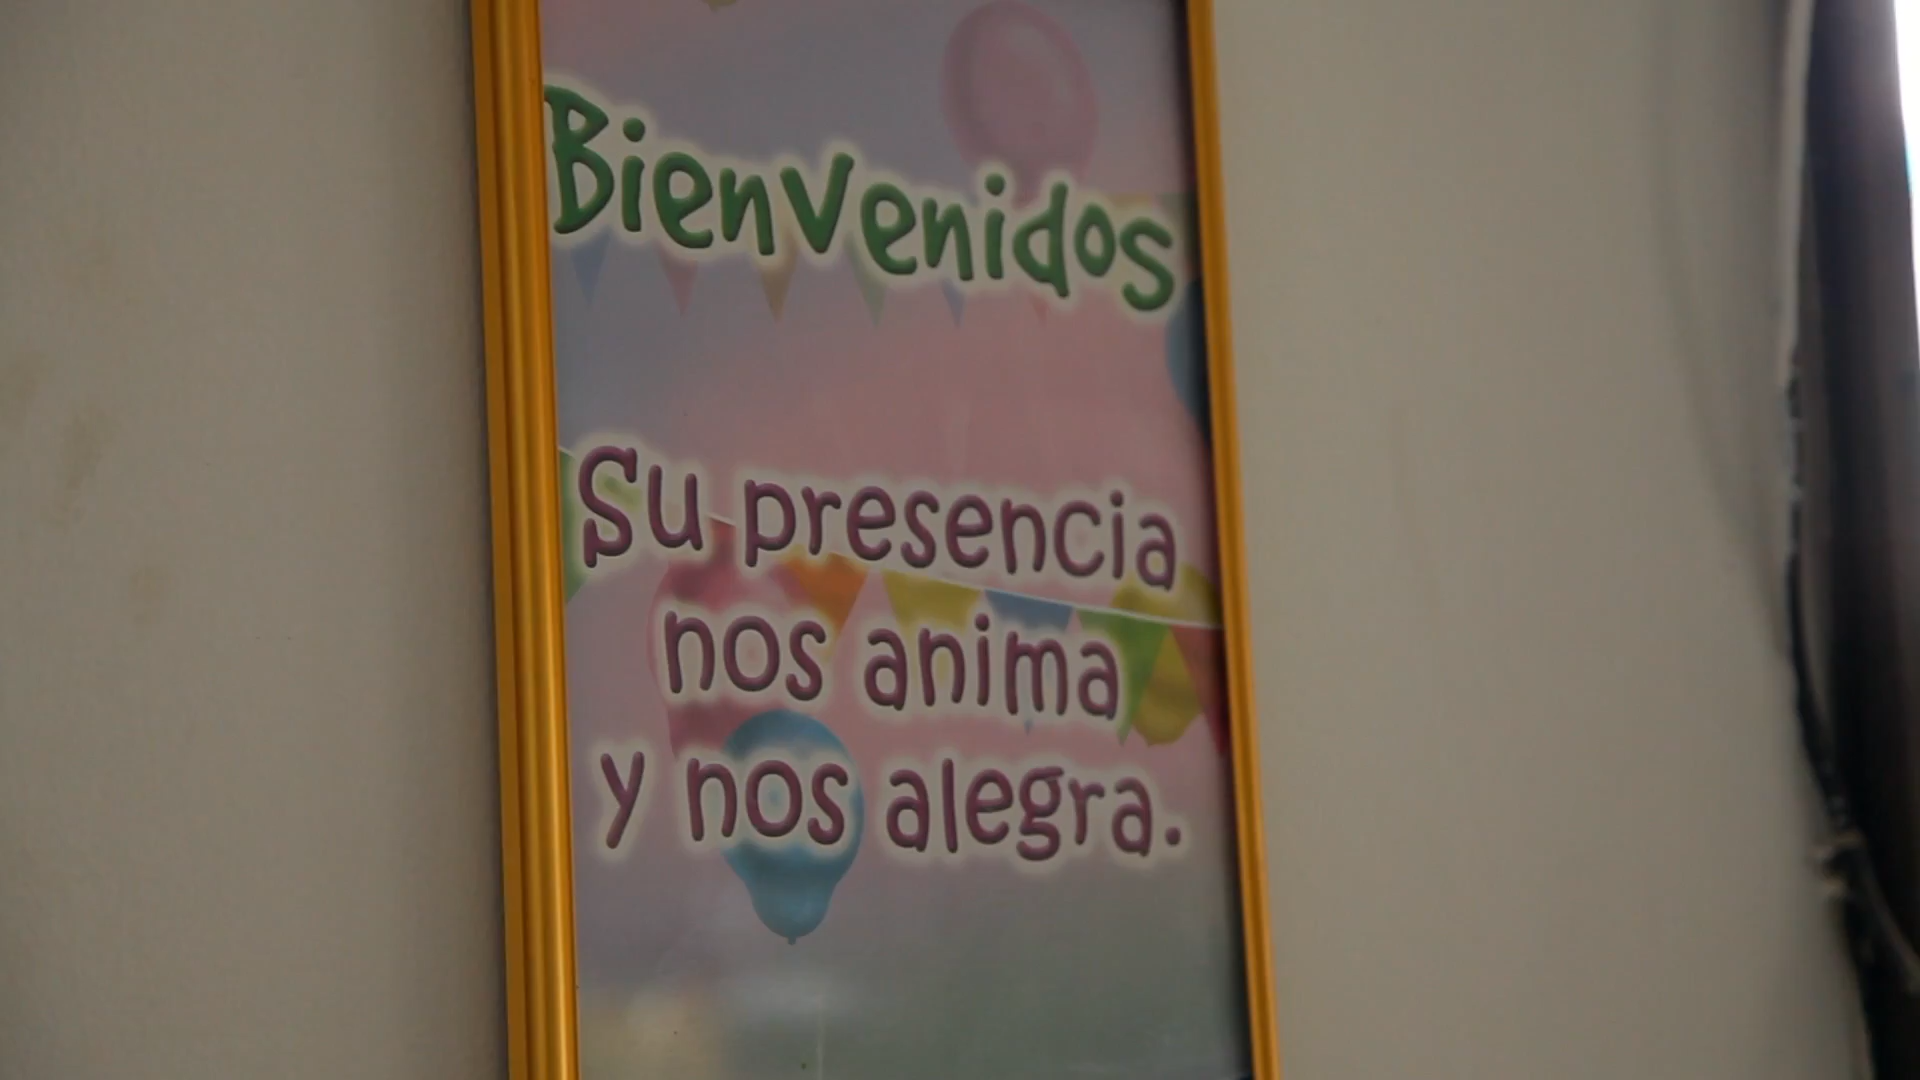 Bienvenidos
Su presencia
nos anima
y nos alegra.